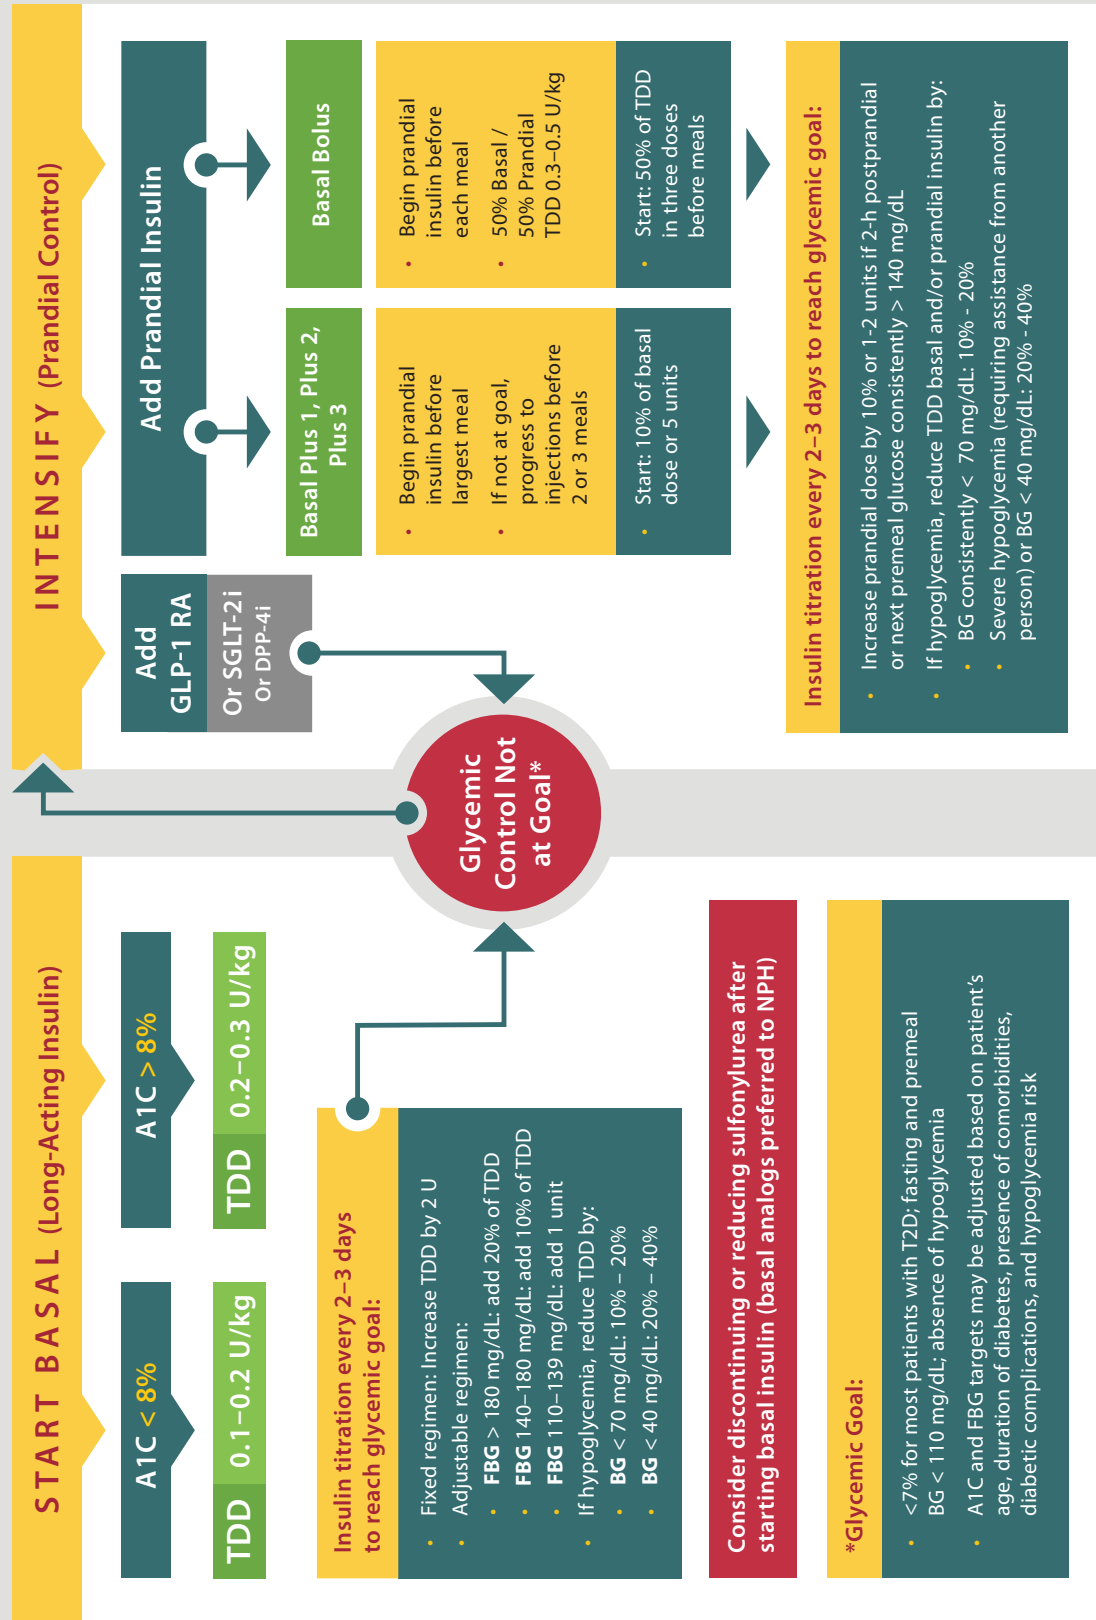 START BASAL (Long-Acting Insulin)
A1C < 8%
A1C > 8%
TDD 0.1–0.2 U/kg
TDD 0.2–0.3 U/kg
Insulin titration every 2–3 days
to reach glycemic goal:
• Fixed regimen: Increase TDD by 2 U
• Adjustable regimen:
• FBG > 180 mg/dL: add 20% of TDD
• FBG 140–180 mg/dL: add 10% of TDD
• FBG 110–139 mg/dL: add 1 unit
• If hypoglycemia, reduce TDD by:
• BG < 70 mg/dL: 10% – 20%
• BG < 40 mg/dL: 20% – 40%
Consider discontinuing or reducing sulfonylurea after
starting basal insulin (basal analogs preferred to NPH)
*Glycemic Goal:
• <7% for most patients with T2D; fasting and premeal
BG < 110 mg/dL; absence of hypoglycemia
• A1C and FBG targets may be adjusted based on patient's
age, duration of diabetes, presence of comorbidities,
diabetic complications, and hypoglycemia risk
Glycemic
Control Not
at Goal*
INTENSIFY (Prandial Control)
Add
GLP-1 RA
Or SGLT-2i
Or DPP-4i
Add Prandial Insulin
Basal Plus 1, Plus 2,
Plus 3
• Begin prandial
insulin before
largest meal
• If not at goal,
progress to
injections before
2 or 3 meals
• Start: 10% of basal
dose or 5 units
Basal Bolus
• Begin prandial
insulin before
each meal
• 50% Basal /
50% Prandial
TDD 0.3–0.5 U/kg
• Start: 50% of TDD
in three doses
before meals
Insulin titration every 2–3 days to reach glycemic goal:
• Increase prandial dose by 10% or 1-2 units if 2-h postprandial
or next premeal glucose consistently > 140 mg/dL
• If hypoglycemia, reduce TDD basal and/or prandial insulin by:
• BG consistently < 70 mg/dL: 10% - 20%
• Severe hypoglycemia (requiring assistance from another
person) or BG < 40 mg/dL: 20% - 40%